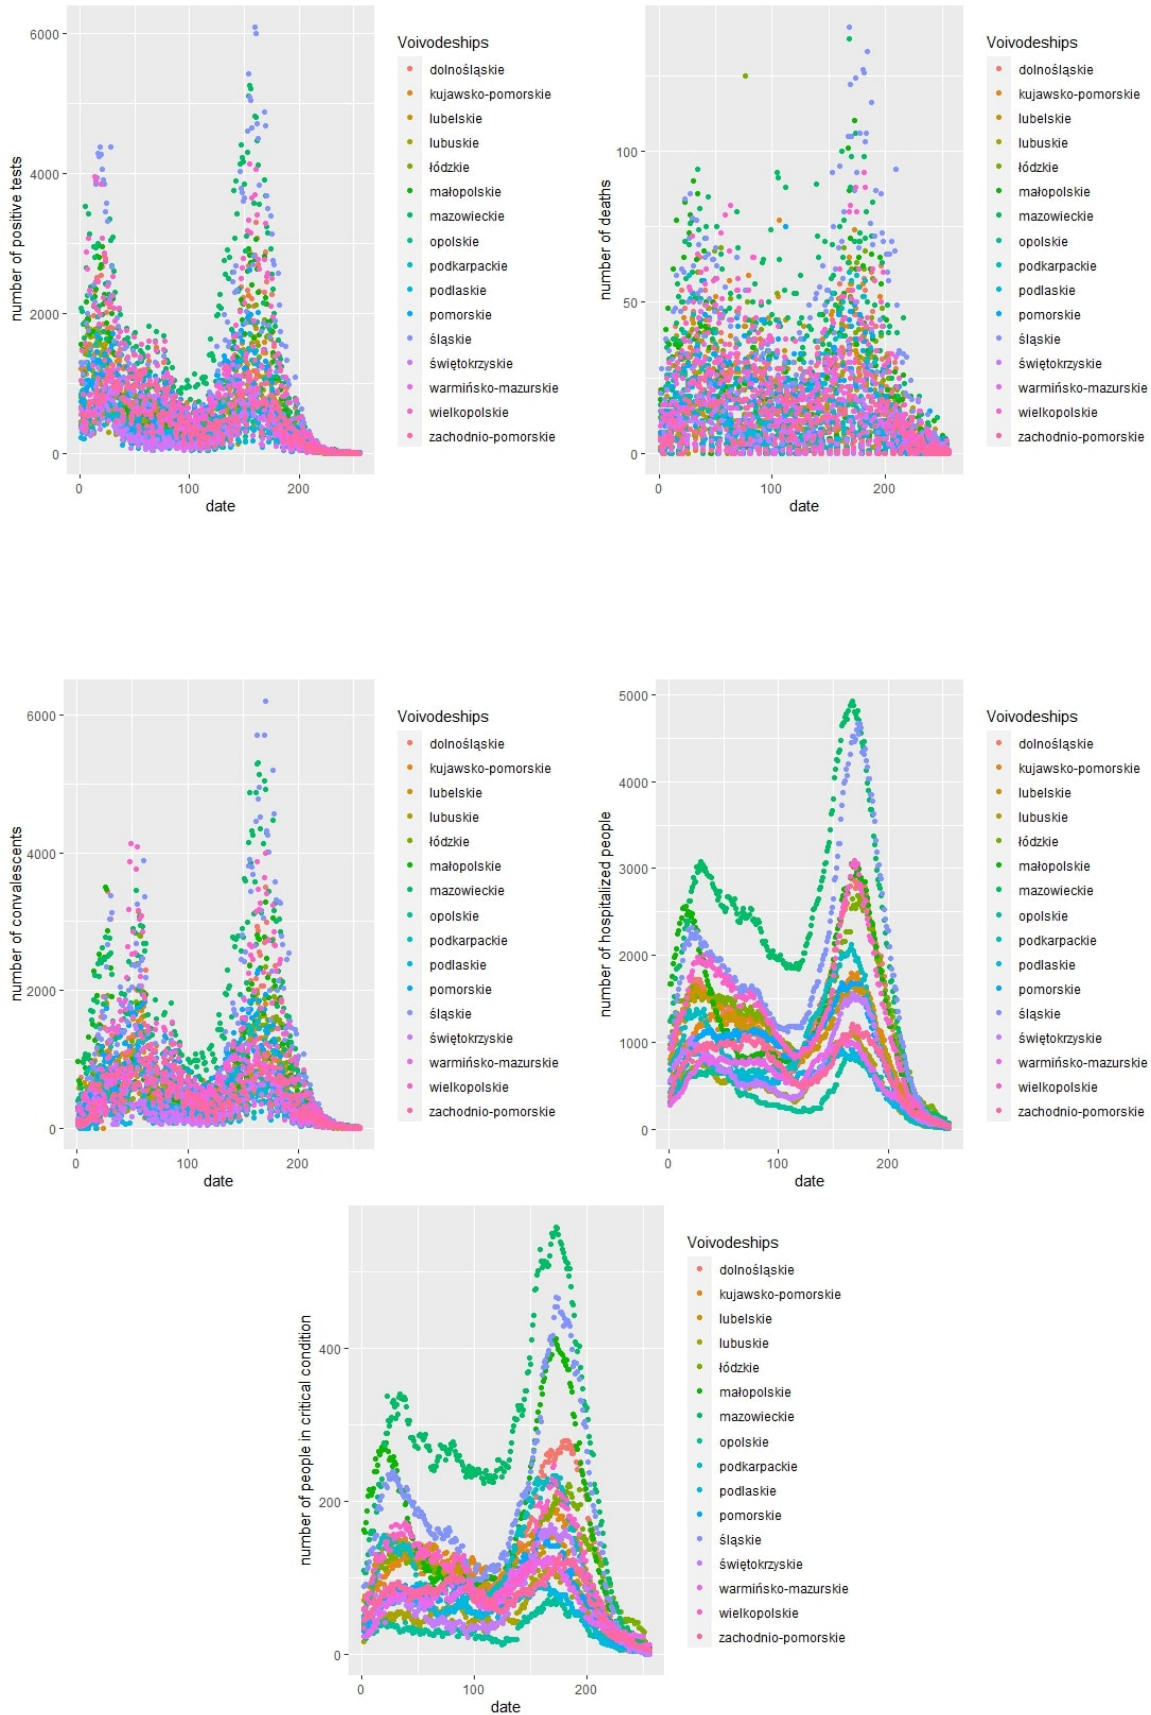 number of positive tests
6000
4000
2000
0
0 100 200
date
Voivodeships
dolnośląskie
kujawsko-pomorskie
lubelskie
lubuskie
łódzkie
małopolskie
mazowieckie
opolskie
podkarpackie
podlaskie
pomorskie
śląskie
świętokrzyskie
warmińsko-mazurskie
wielkopolskie
zachodnio-pomorskie
number of deaths
100
50
0
0 100 200
date
Voivodeships
dolnośląskie
kujawsko-pomorskie
lubelskie
lubuskie
łódzkie
małopolskie
mazowieckie
opolskie
podkarpackie
podlaskie
pomorskie
śląskie
świętokrzyskie
warmińsko-mazurskie
wielkopolskie
zachodnio-pomorskie
number of convalescents
6000
4000
2000
0
0 100 200
date
Voivodeships
dolnośląskie
kujawsko-pomorskie
lubelskie
lubuskie
łódzkie
małopolskie
mazowieckie
opolskie
podkarpackie
podlaskie
pomorskie
śląskie
świętokrzyskie
warmińsko-mazurskie
wielkopolskie
zachodnio-pomorskie
number of hospitalized people
5000
4000
3000
2000
1000
0
0 100 200
date
Voivodeships
dolnośląskie
kujawsko-pomorskie
lubelskie
lubuskie
łódzkie
małopolskie
mazowieckie
opolskie
podkarpackie
podlaskie
pomorskie
śląskie
świętokrzyskie
warmińsko-mazurskie
wielkopolskie
zachodnio-pomorskie
number of people in critical condition
400
200
0
0 100 200
date
Voivodeships
dolnośląskie
kujawsko-pomorskie
lubelskie
lubuskie
łódzkie
małopolskie
mazowieckie
opolskie
podkarpackie
podlaskie
pomorskie
śląskie
świętokrzyskie
warmińsko-mazurskie
wielkopolskie
zachodnio-pomorskie